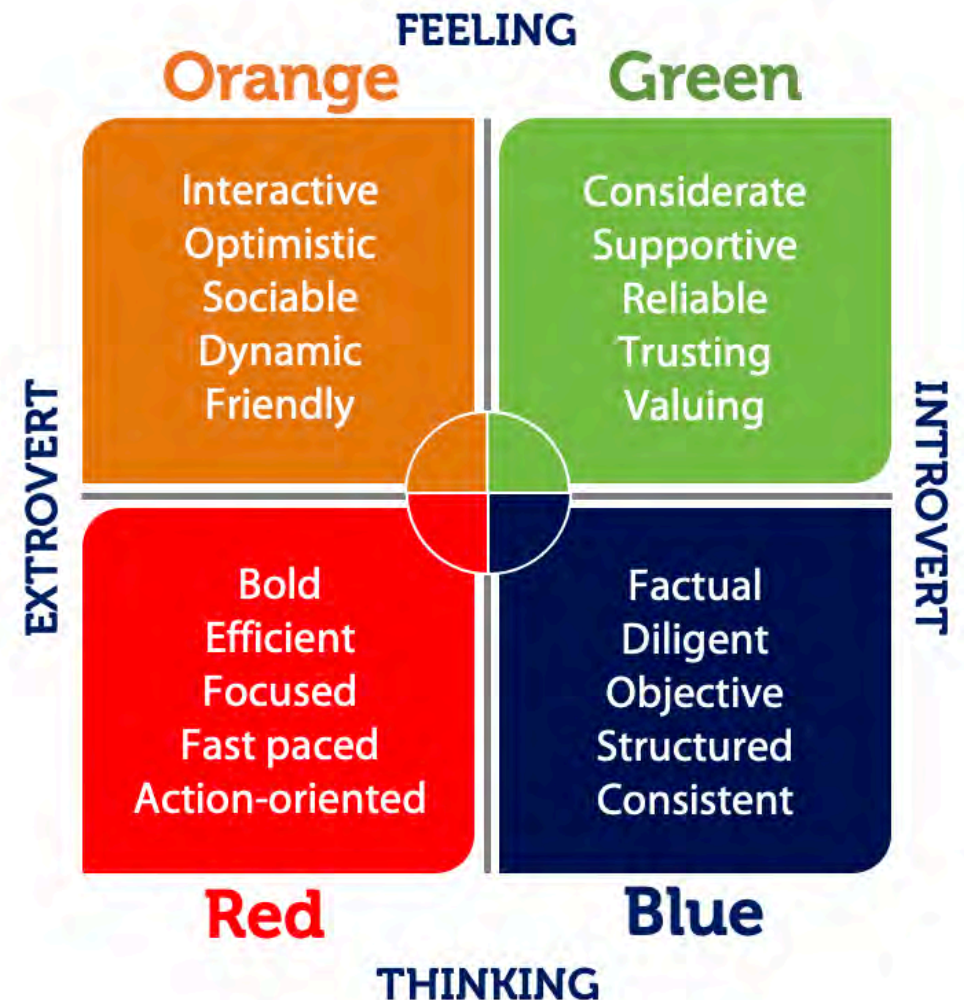 FEELING
Orange
Green
Interactive
Optimistic
Sociable
Dynamic
Friendly
Considerate
Supportive
Reliable
Trusting
Valuing
EXTROVERT
INTROVERT
Bold
Efficient
Focused
Fast paced
Action-oriented
Factual
Diligent
Objective
Structured
Consistent
Red
Blue
THINKING